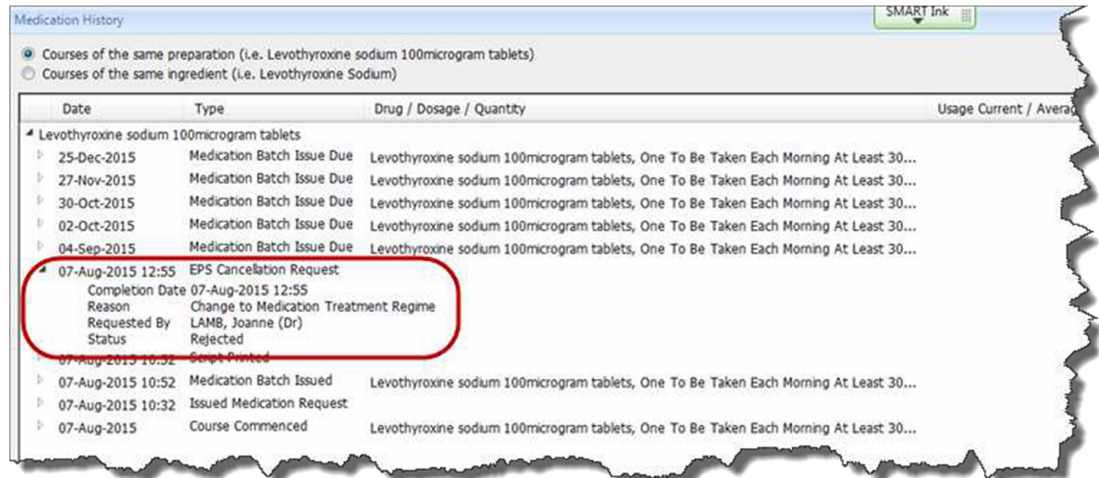 Medication History
SMART Ink
Courses of the same preparation (i.e. Levothyroxine sodium 100microgram tablets)
Courses of the same ingredient (i.e. Levothyroxine Sodium)
Date Type Drug / Dosage / Quantity Usage Current / Averag
Levothyroxine sodium 100microgram tablets
25-Dec-2015 Medication Batch Issue Due Levothyroxine sodium 100microgram tablets, One To Be Taken Each Morning At Least 30...
27-Nov-2015 Medication Batch Issue Due Levothyroxine sodium 100microgram tablets, One To Be Taken Each Morning At Least 30...
30-Oct-2015 Medication Batch Issue Due Levothyroxine sodium 100microgram tablets, One To Be Taken Each Morning At Least 30...
02-Oct-2015 Medication Batch Issue Due Levothyroxine sodium 100microgram tablets, One To Be Taken Each Morning At Least 30...
04-Sep-2015 Medication Batch Issue Due Levothyroxine sodium 100microgram tablets, One To Be Taken Each Morning At Least 30...
07-Aug-2015 12:55 EPS Cancellation Request
Completion Date 07-Aug-2015 12:55
Reason Change to Medication Treatment Regime
Requested By LAMB, Joanne (Dr)
Status Rejected
07-Aug-2015 10:52 Script Printed
07-Aug-2015 10:52 Medication Batch Issued Levothyroxine sodium 100microgram tablets, One To Be Taken Each Morning At Least 30...
07-Aug-2015 10:32 Issued Medication Request
07-Aug-2015 Course Commenced Levothyroxine sodium 100microgram tablets, One To Be Taken Each Morning At Least 30...